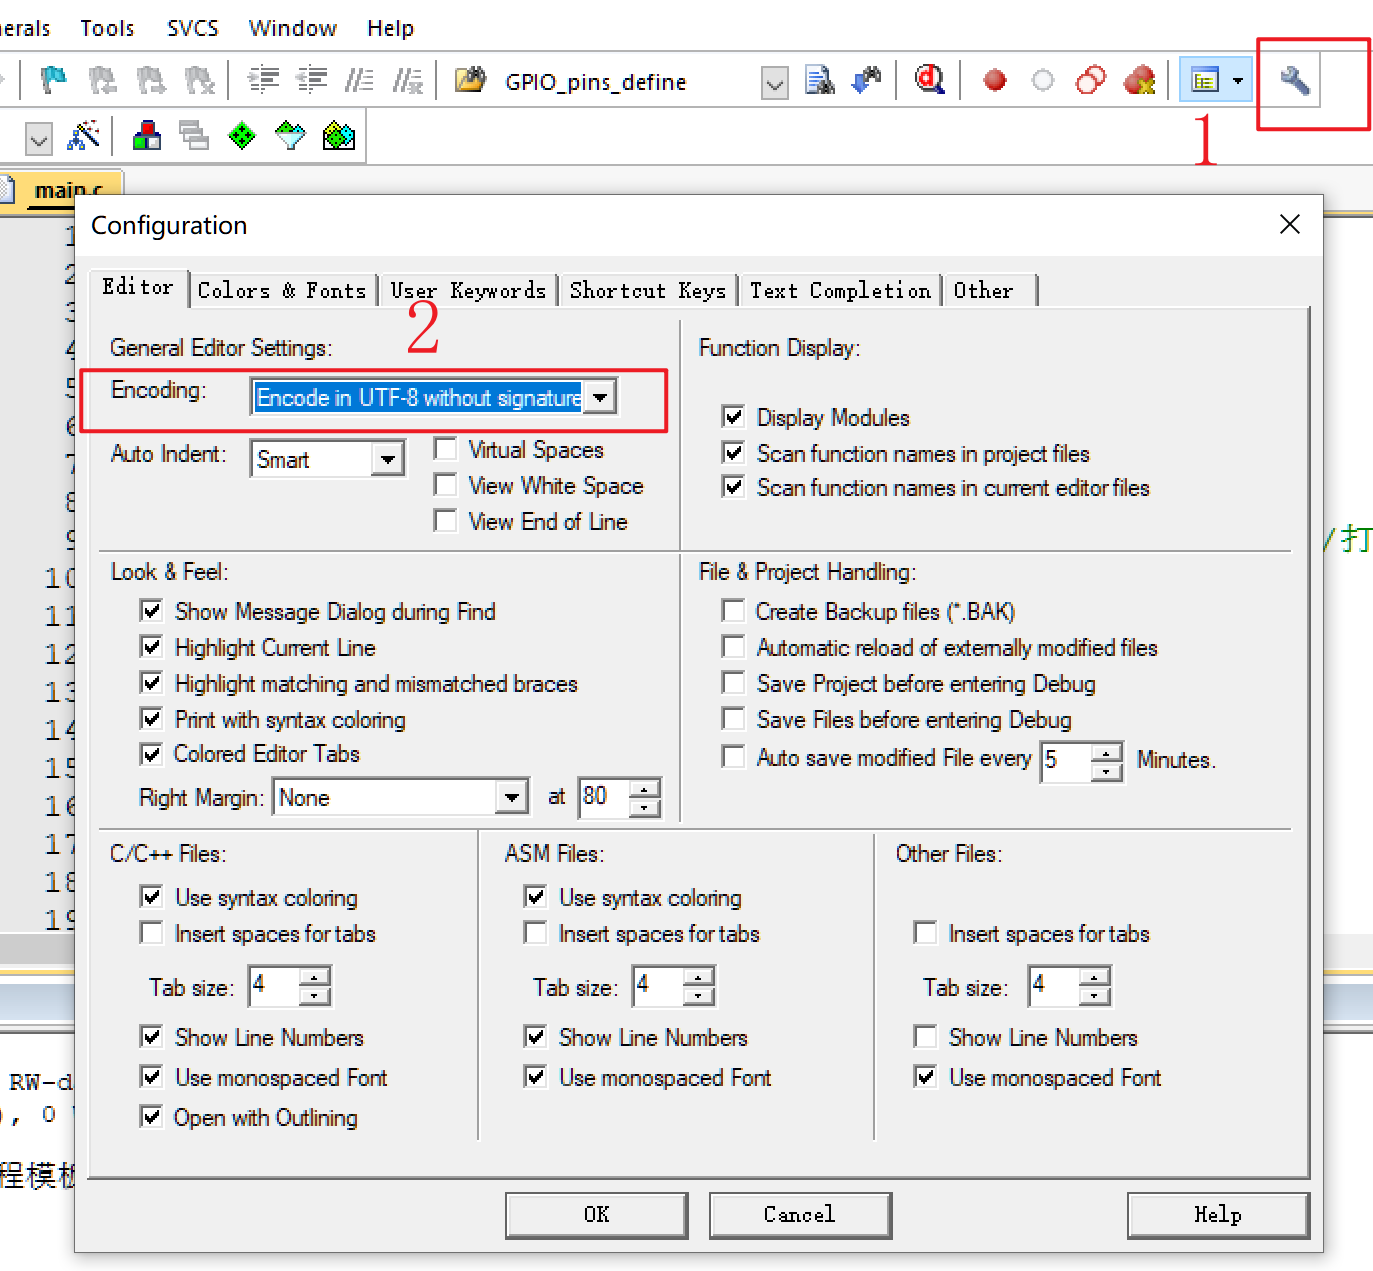 erals Tools SVCS Window Help
GPIO_pins_define
1
main.c
Configuration
Editor Colors & Fonts User Keywords Shortcut Keys Text Completion Other
2
General Editor Settings:
Encoding: Encode in UTF-8 without signature
Auto Indent: Smart
Virtual Spaces
View White Space
View End of Line
Function Display:
Display Modules
Scan function names in project files
Scan function names in current editor files
/打
Look & Feel:
Show Message Dialog during Find
Highlight Current Line
Highlight matching and mismatched braces
Print with syntax coloring
Colored Editor Tabs
Right Margin: None at 80
File & Project Handling:
Create Backup files (*.BAK)
Automatic reload of externally modified files
Save Project before entering Debug
Save Files before entering Debug
Auto save modified File every 5 Minutes.
C/C++ Files:
Use syntax coloring
Insert spaces for tabs
Tab size: 4
Show Line Numbers
Use monospaced Font
Open with Outlining
ASM Files:
Use syntax coloring
Insert spaces for tabs
Tab size: 4
Show Line Numbers
Use monospaced Font
Other Files:
Insert spaces for tabs
Tab size: 4
Show Line Numbers
Use monospaced Font
OK Cancel Help
1
2
3
4
5
6
7
8
9
10
11
12
13
14
15
16
17
18
19
RW-d
), 0
程模板